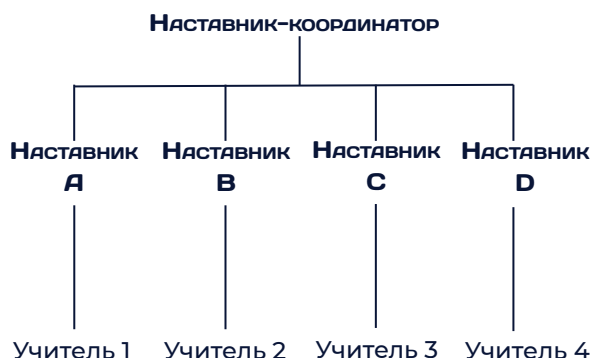 Наставник-координатор
Наставник Наставник Наставник Наставник
A B C D
Учитель 1 Учитель 2 Учитель 3 Учитель 4